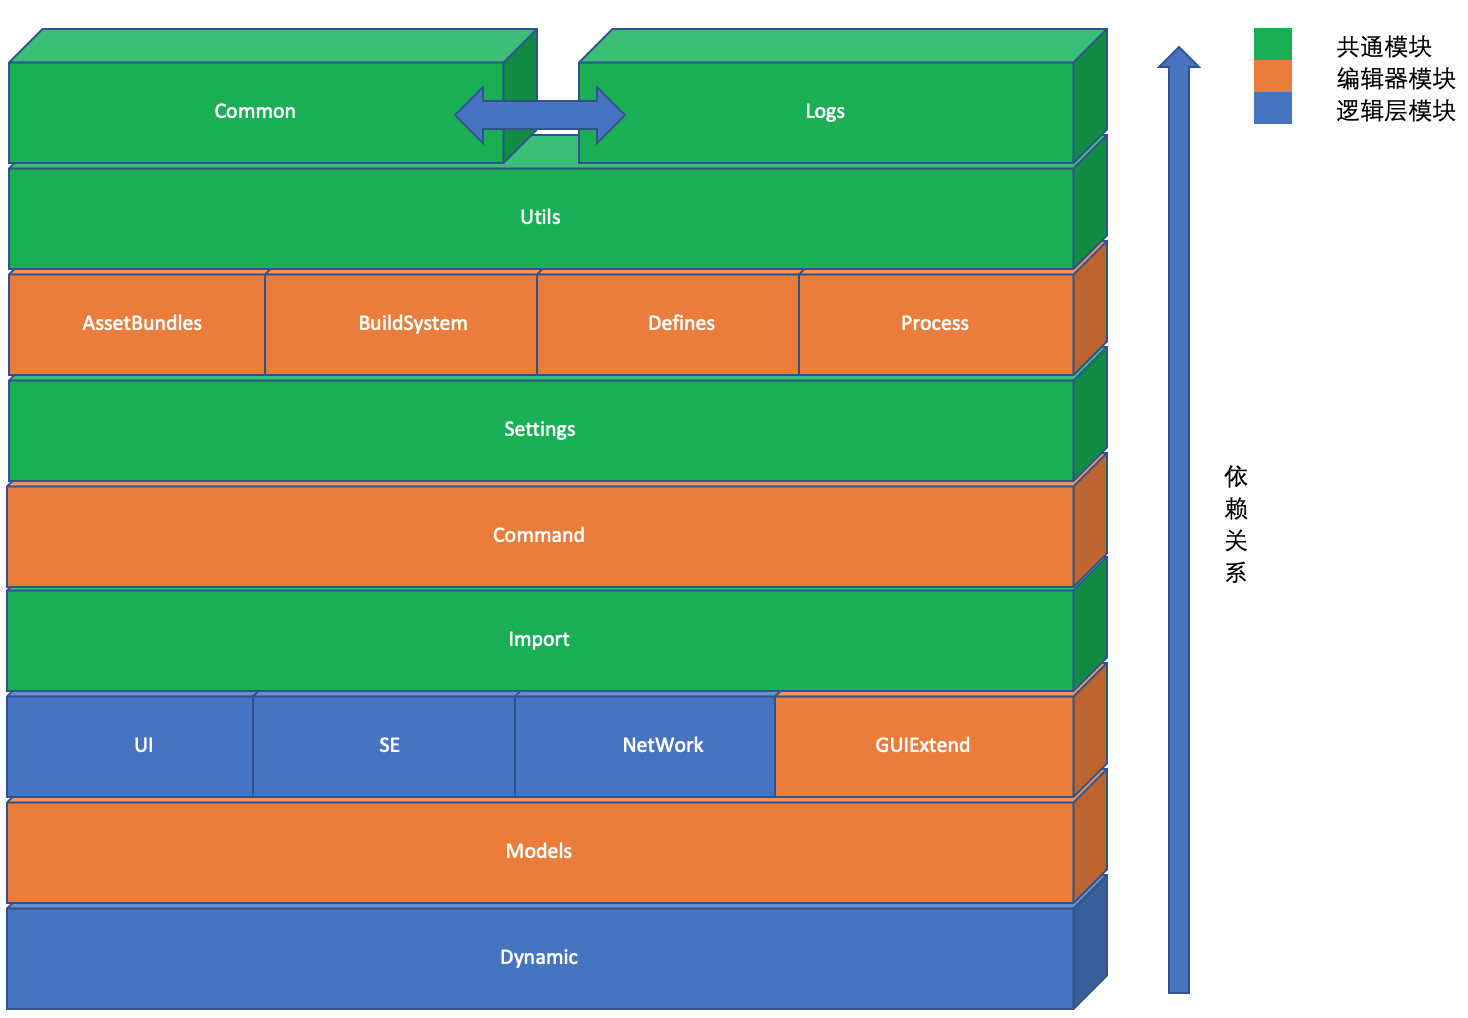 Common
Logs
Utils
AssetBundles
BuildSystem
Defines
Process
Settings
Command
Import
UI
SE
NetWork
GUIExtend
Models
Dynamic
依
赖
关
系
共通模块
编辑器模块
逻辑层模块